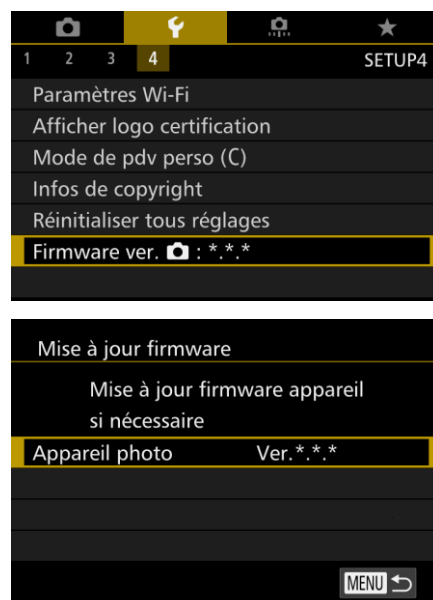 1 2 3 4 SETUP4
Paramètres Wi-Fi
Afficher logo certification
Mode de pdv perso (C)
Infos de copyright
Réinitialiser tous réglages
Firmware ver. : *.*.*
Mise à jour firmware
Mise à jour firmware appareil
si nécessaire
Appareil photo Ver.*.*.*
MENU